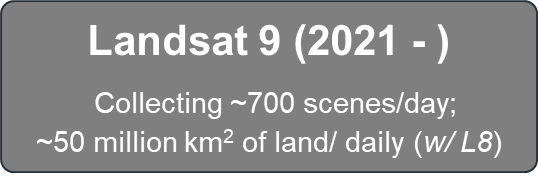 Landsat 9 (2021 - )
Collecting ~700 scenes/day;
~50 million km² of land/ daily (w/ L8)